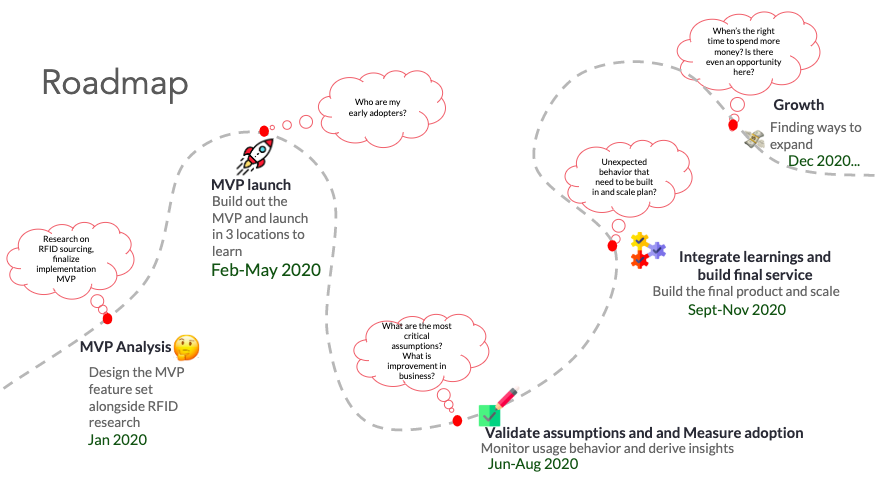 Roadmap
Research on
RFID sourcing,
finalize
implementation
MVP
MVP Analysis
Design the MVP
feature set
alongside RFID
research
Jan 2020
Who are my
early adopters?
MVP launch
Build out the
MVP and launch
in 3 locations to
learn
Feb-May 2020
What are the most
critical
assumptions?
What is
improvement in
business?
Validate assumptions and and Measure adoption
Monitor usage behavior and derive insights
Jun-Aug 2020
Unexpected
behavior that
need to be built
in and scale plan?
Integrate learnings and
build final service
Build the final product and scale
Sept-Nov 2020
When's the right
time to spend more
money? Is there
even an opportunity
here?
Growth
Finding ways to
expand
Dec 2020...